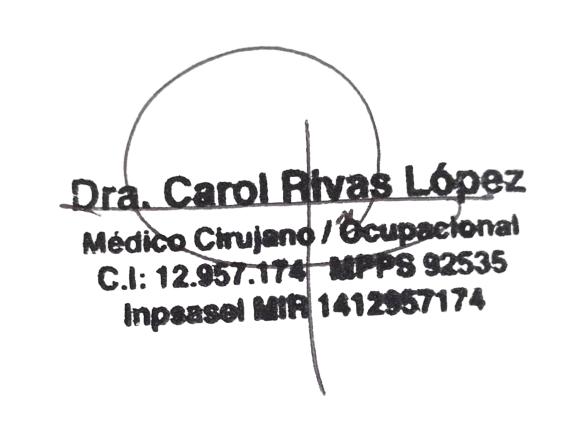 Dra. Carol Rivas López
Médico Cirujano / Ocupacional
C.I: 12.957.174 MPPS 92535
Inpsasel MIR 1412957174